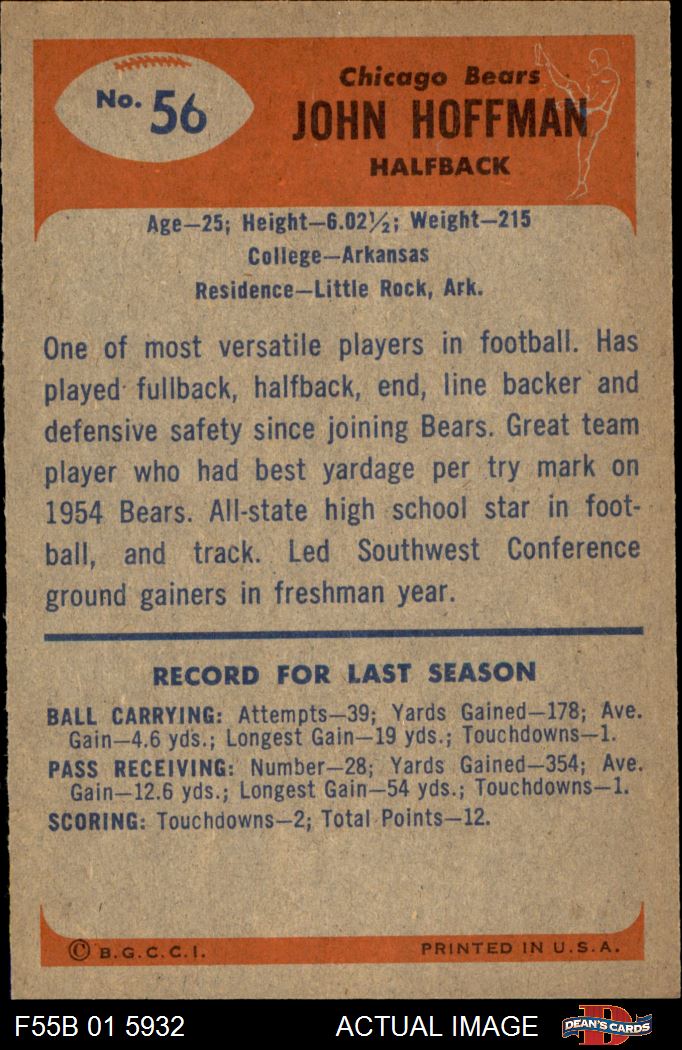 No. 56
Chicago Bears
JOHN HOFFMAN
HALFBACK
Age—25; Height—6.02½; Weight—215
College—Arkansas
Residence—Little Rock, Ark.
One of most versatile players in football. Has
played fullback, halfback, end, line backer and
defensive safety since joining Bears. Great team
player who had best yardage per try mark on
1954 Bears. All-state high school star in foot-
ball, and track. Led Southwest Conference
ground gainers in freshman year.
RECORD FOR LAST SEASON
BALL CARRYING: Attempts—39; Yards Gained—178; Ave.
Gain—4.6 yds.; Longest Gain—19 yds.; Touchdowns—1.
PASS RECEIVING: Number—28; Yards Gained—354; Ave.
Gain—12.6 yds.; Longest Gain—54 yds.; Touchdowns—1.
SCORING: Touchdowns—2; Total Points—12.
© B.G.C.C.I. PRINTED IN U.S.A.
F55B 01 5932 ACTUAL IMAGE D DEAN'S CARDS